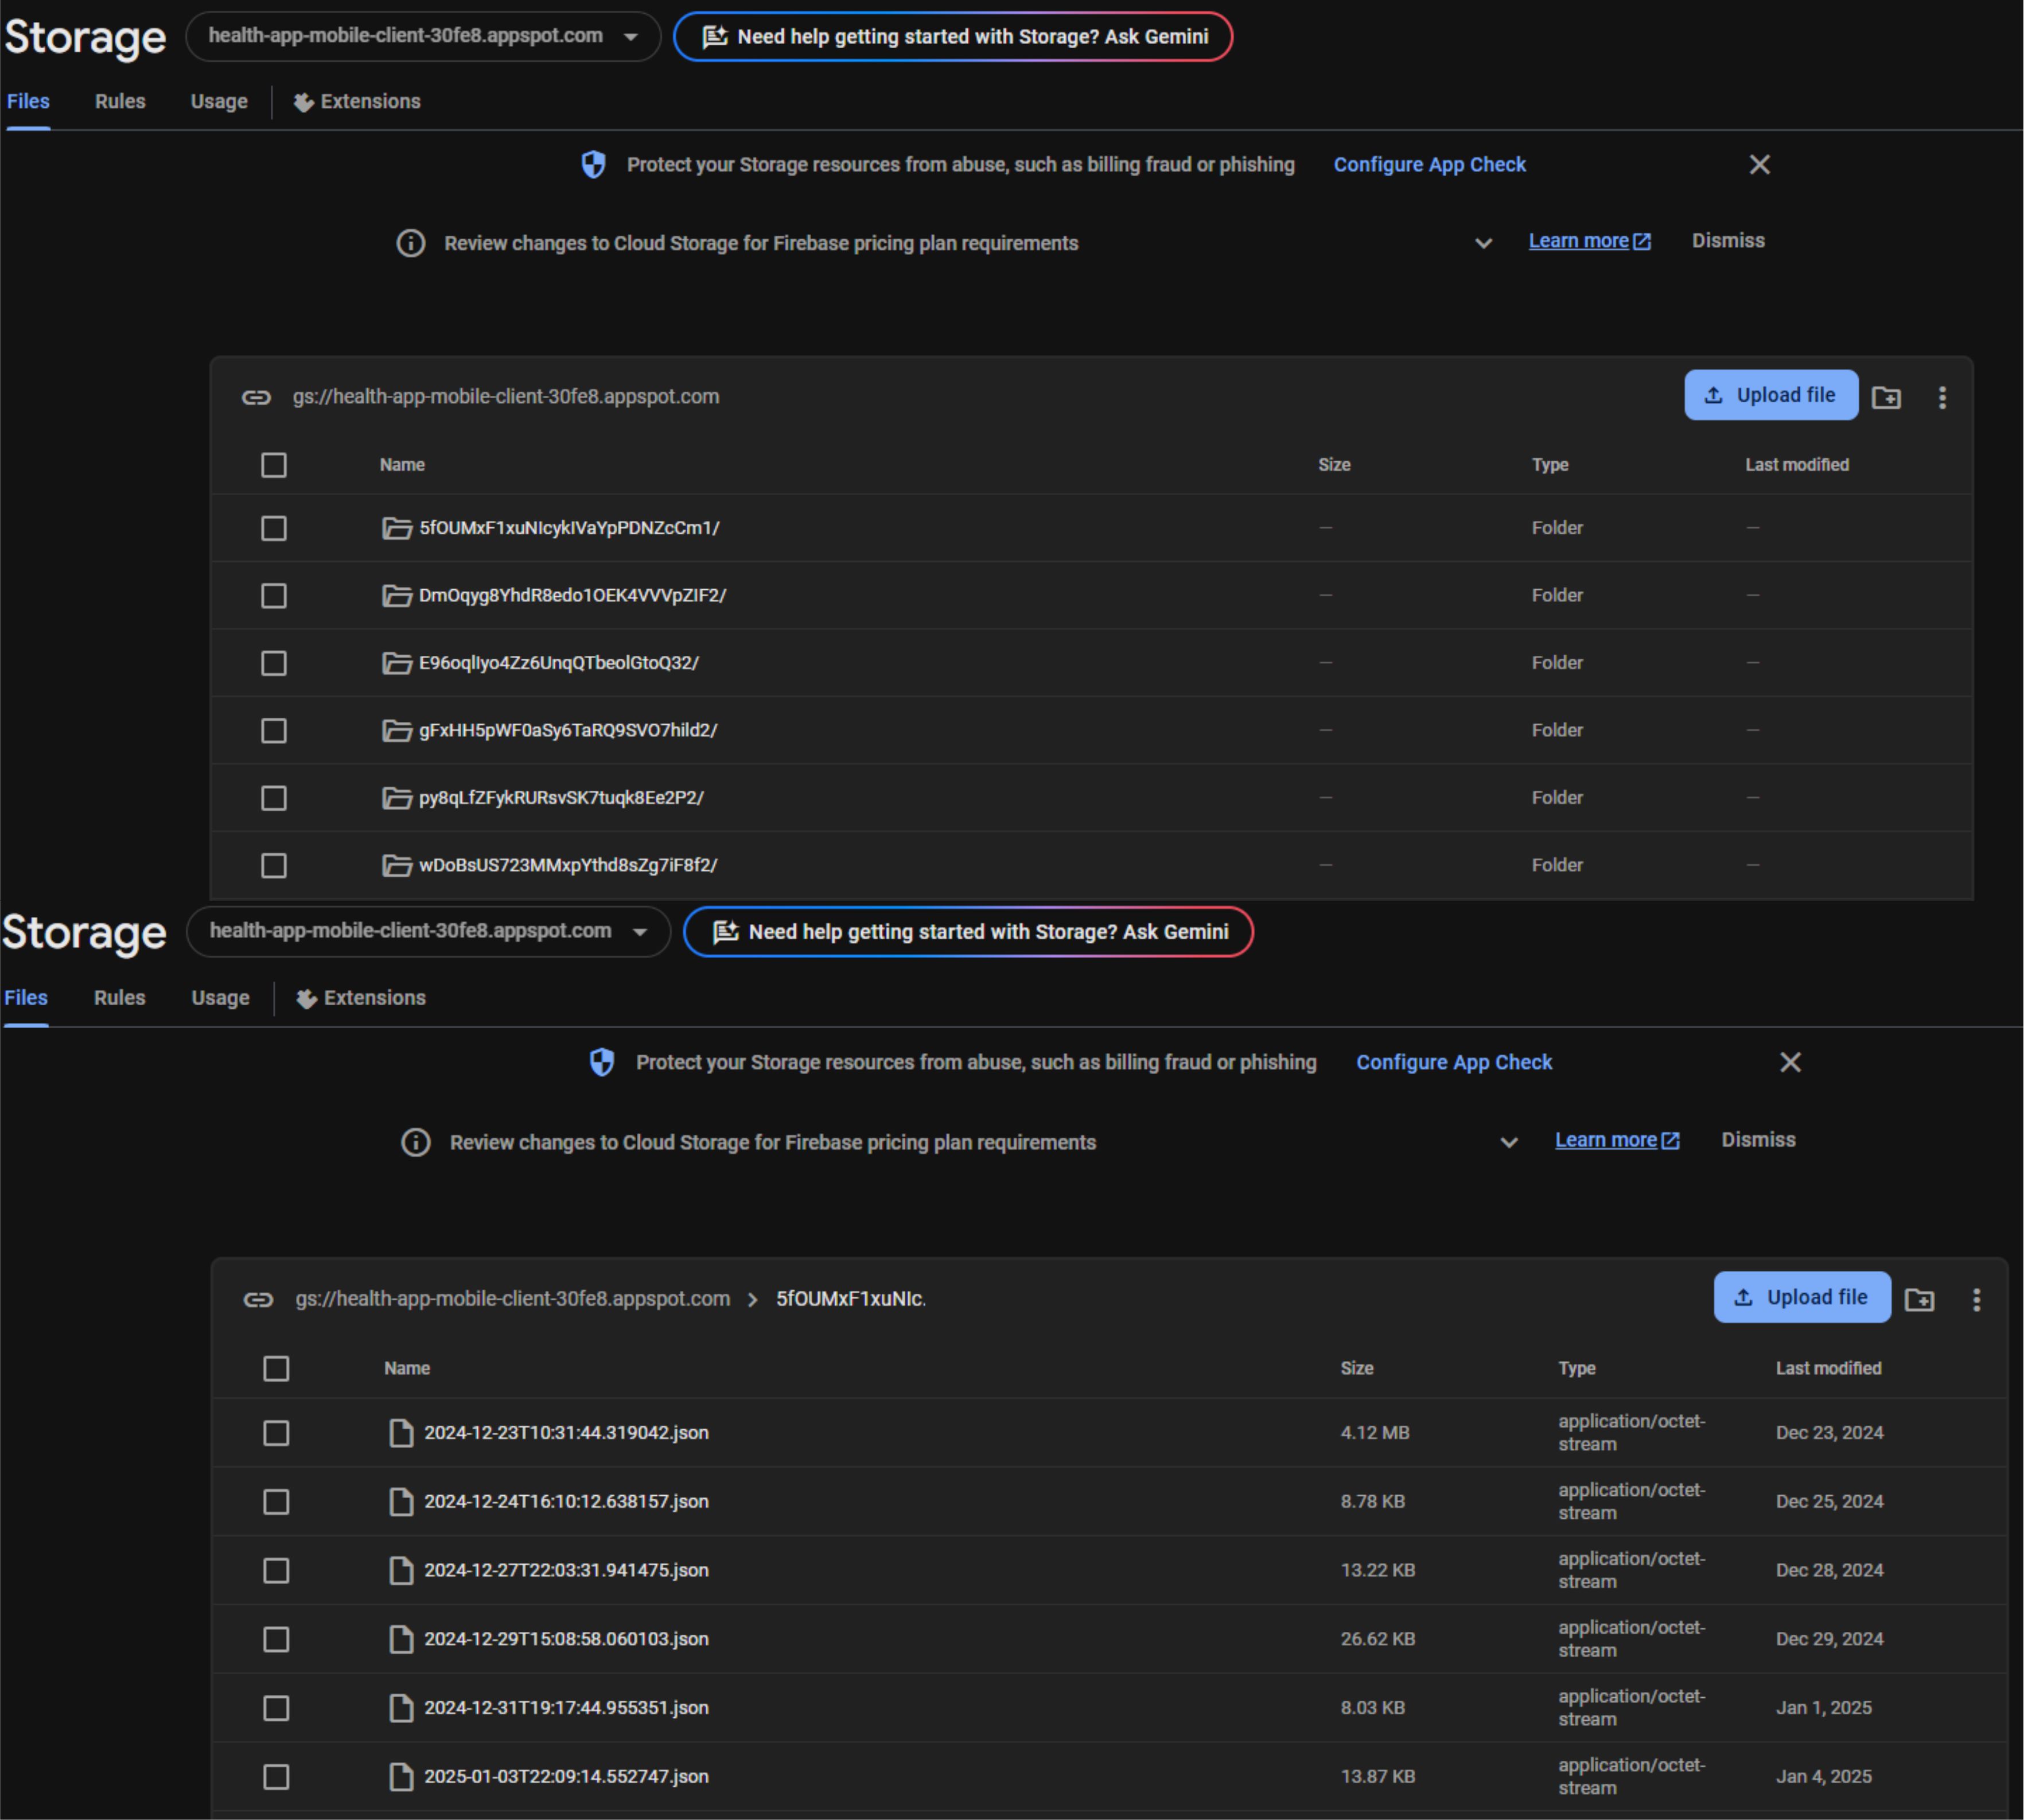 Storage health-app-mobile-client-30fe8.appspot.com Need help getting started with Storage? Ask Gemini
Files Rules Usage Extensions
Protect your Storage resources from abuse, such as billing fraud or phishing Configure App Check
Review changes to Cloud Storage for Firebase pricing plan requirements Learn more Dismiss
gs://health-app-mobile-client-30fe8.appspot.com Upload file
Name Size Type Last modified
5fOUMxF1xuNIcykIVaYpPDNZcCm1/ — Folder —
DmOqyg8YhdR8edo1OEK4VVVpZIF2/ — Folder —
E96oqlIyo4Zz6UnqQTbeolGtoQ32/ — Folder —
gFxHH5pWF0aSy6TaRQ9SVO7hild2/ — Folder —
py8qLfZFykRURsvSK7tuqk8Ee2P2/ — Folder —
wDoBsUS723MMxpYthd8sZg7iF8f2/ — Folder —
Storage health-app-mobile-client-30fe8.appspot.com Need help getting started with Storage? Ask Gemini
Files Rules Usage Extensions
Protect your Storage resources from abuse, such as billing fraud or phishing Configure App Check
Review changes to Cloud Storage for Firebase pricing plan requirements Learn more Dismiss
gs://health-app-mobile-client-30fe8.appspot.com > 5fOUMxF1xuNIc. Upload file
Name Size Type Last modified
2024-12-23T10:31:44.319042.json 4.12 MB application/octet-stream Dec 23, 2024
2024-12-24T16:10:12.638157.json 8.78 KB application/octet-stream Dec 25, 2024
2024-12-27T22:03:31.941475.json 13.22 KB application/octet-stream Dec 28, 2024
2024-12-29T15:08:58.060103.json 26.62 KB application/octet-stream Dec 29, 2024
2024-12-31T19:17:44.955351.json 8.03 KB application/octet-stream Jan 1, 2025
2025-01-03T22:09:14.552747.json 13.87 KB application/octet-stream Jan 4, 2025